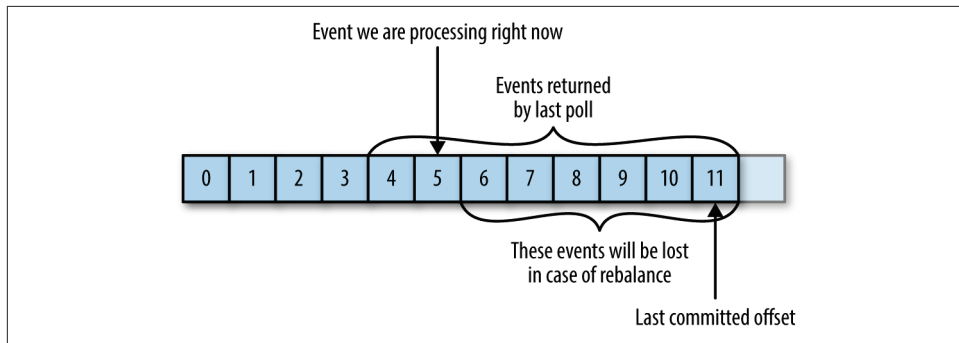 Event we are processing right now
Events returned
by last poll
0 1 2 3 4 5 6 7 8 9 10 11
These events will be lost
in case of rebalance
Last committed offset